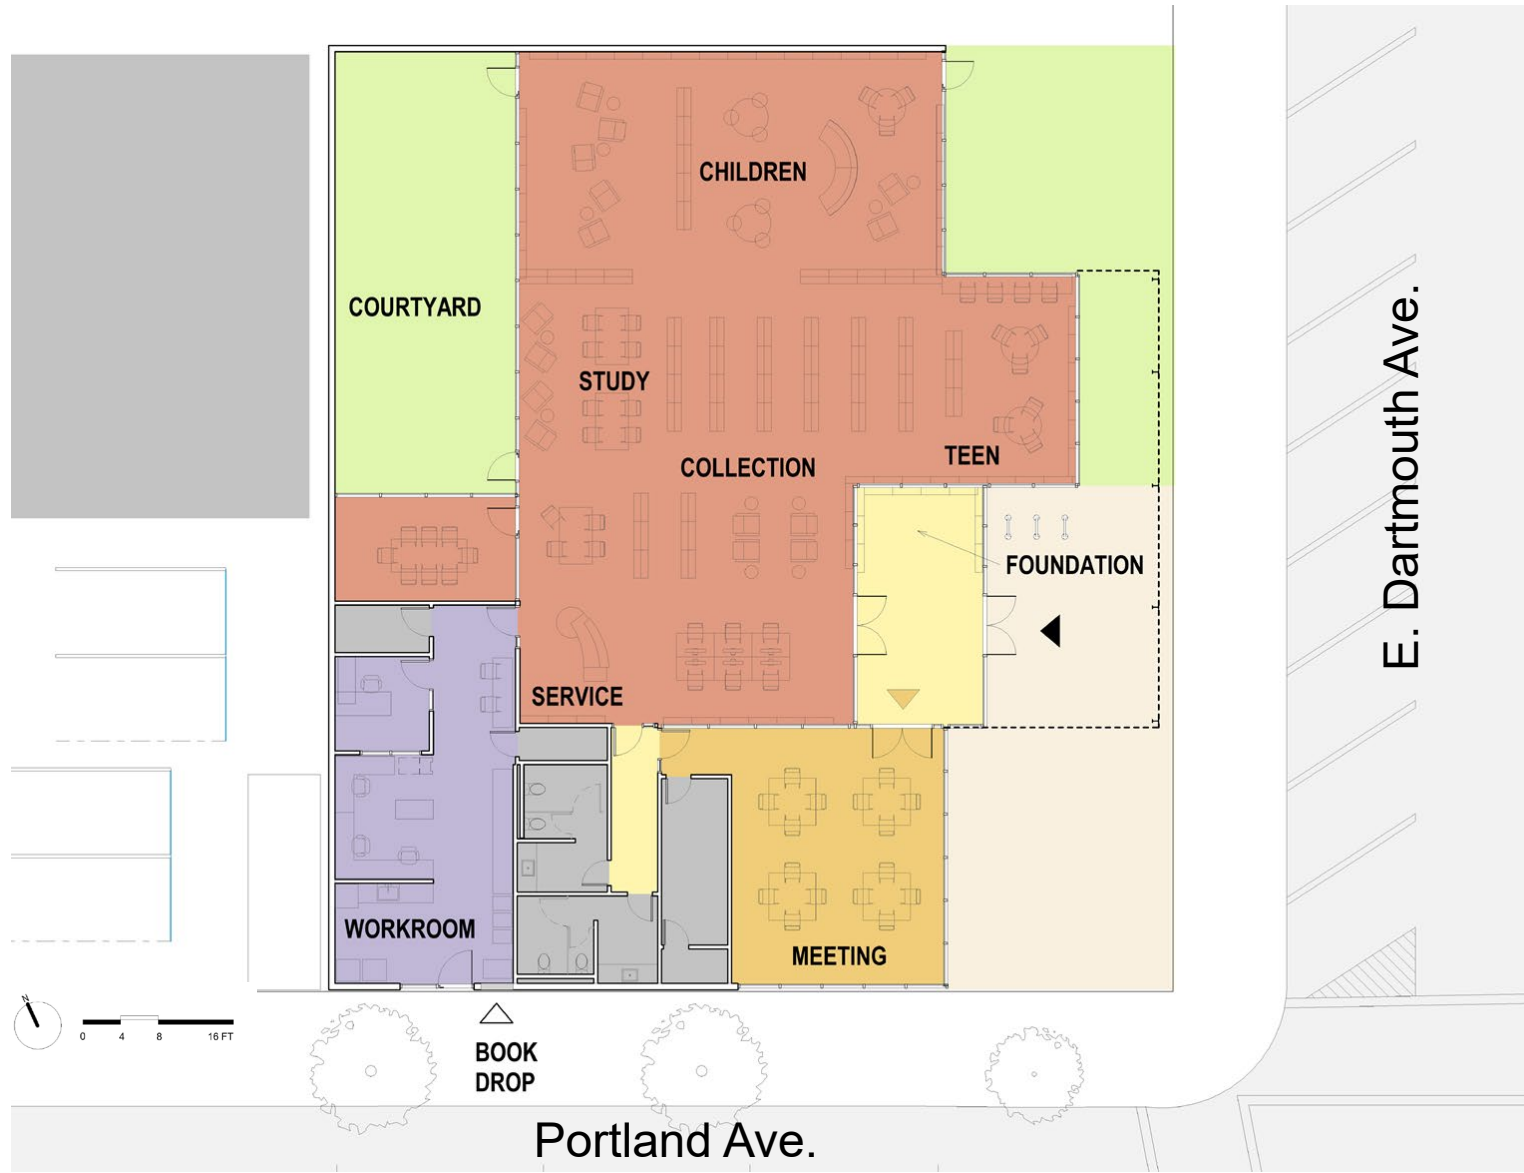 CHILDREN
COURTYARD
STUDY
TEEN
COLLECTION
FOUNDATION
E. Dartmouth Ave.
SERVICE
WORKROOM
MEETING
N
0 4 8 16 FT
BOOK
DROP
Portland Ave.